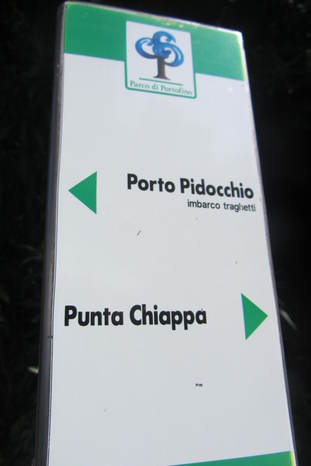 Parco di Portofino
Porto Pidocchio
imbarco traghetti
Punta Chiappa